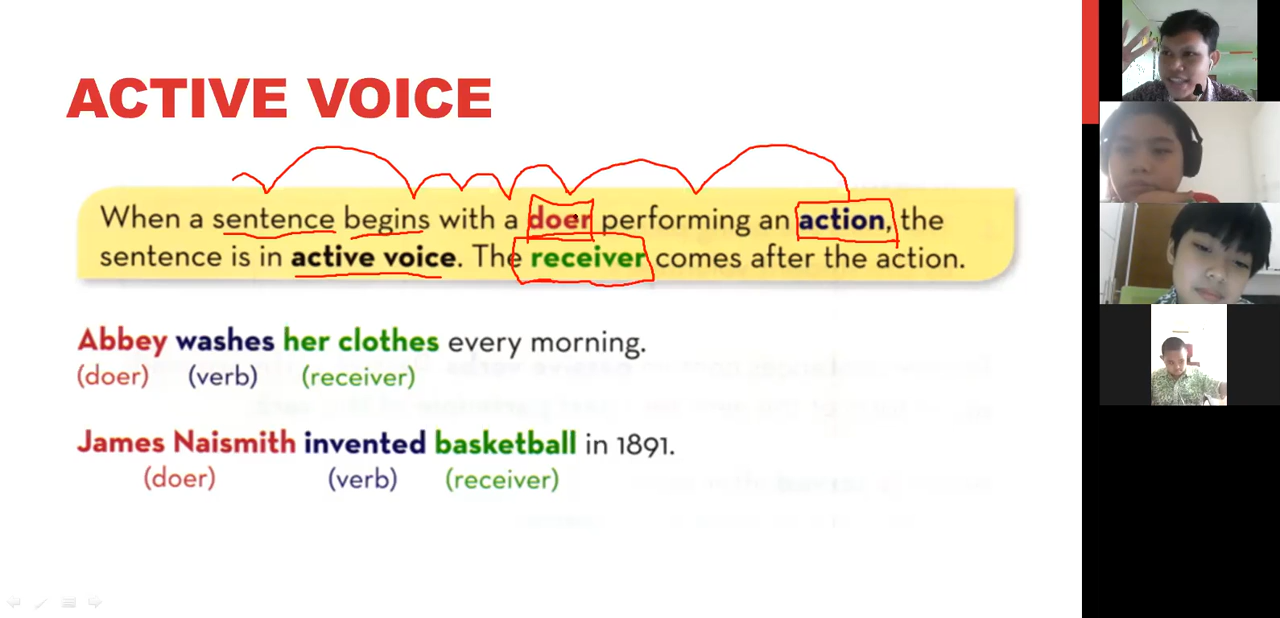 ACTIVE VOICE
When a sentence begins with a doer performing an action, the
sentence is in active voice. The receiver comes after the action.
Abbey washes her clothes every morning.
(doer) (verb) (receiver)
James Naismith invented basketball in 1891.
(doer) (verb) (receiver)